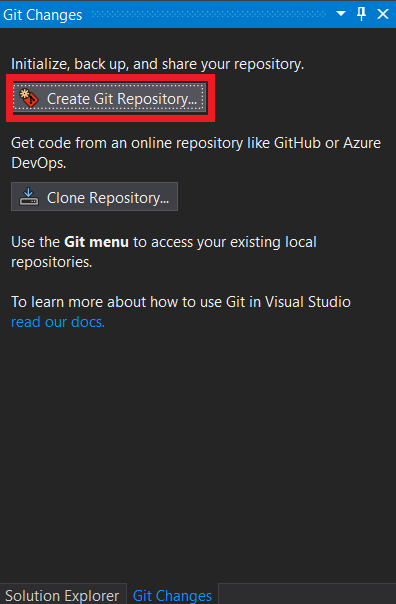 Git Changes
Initialize, back up, and share your repository.
Create Git Repository...
Get code from an online repository like GitHub or Azure
DevOps.
Clone Repository...
Use the Git menu to access your existing local
repositories.
To learn more about how to use Git in Visual Studio
read our docs.
Solution Explorer
Git Changes